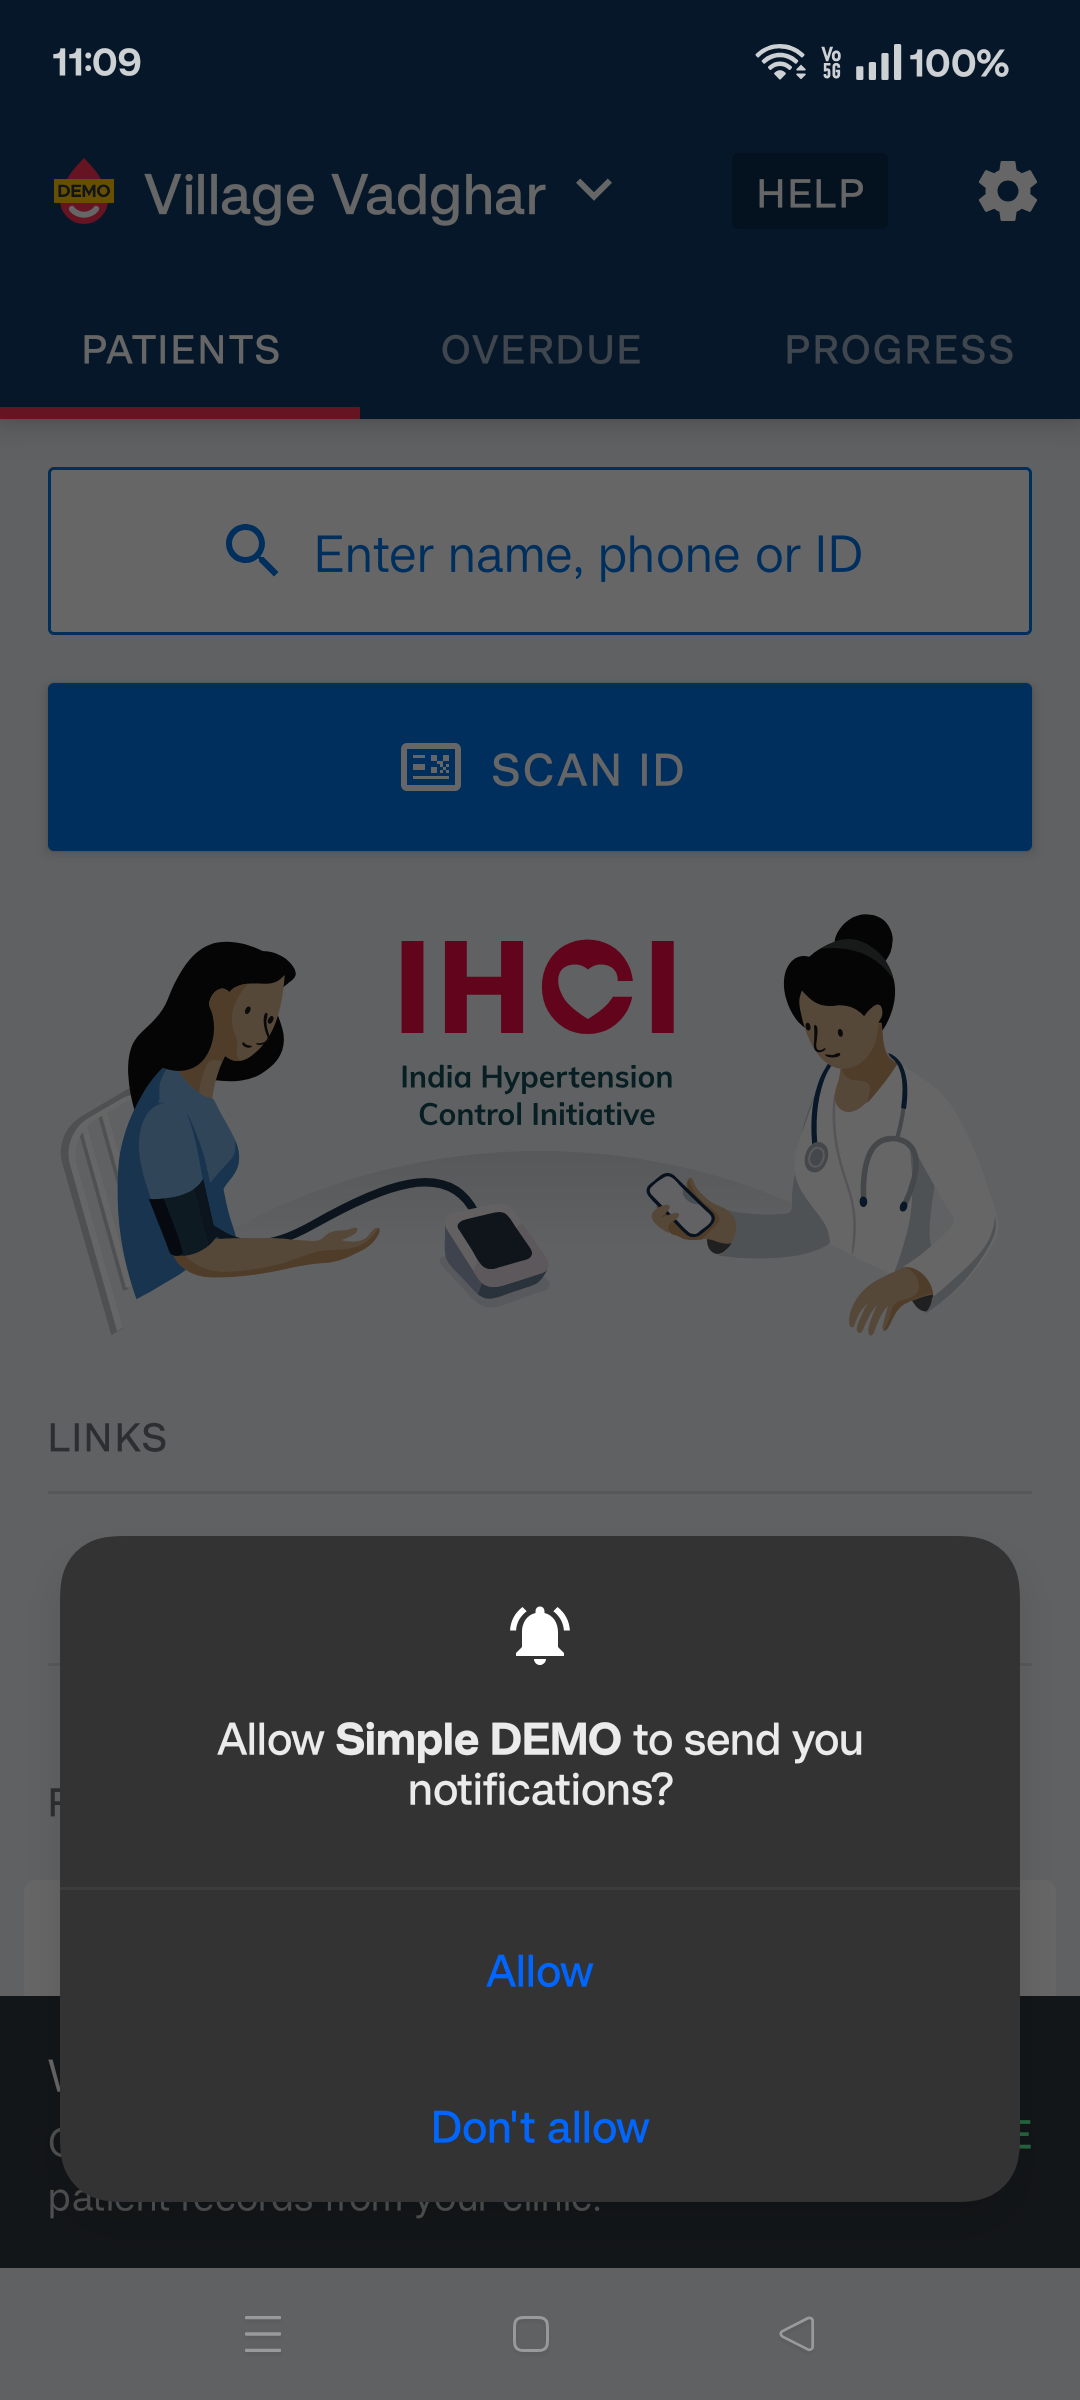 11:09
Vo 5G 100%
DEMO Village Vadghar HELP
PATIENTS OVERDUE PROGRESS
Enter name, phone or ID
SCAN ID
IHCI
India Hypertension
Control Initiative
LINKS
Allow Simple DEMO to send you
notifications?
Allow
Don't allow
patient records from your clinic.